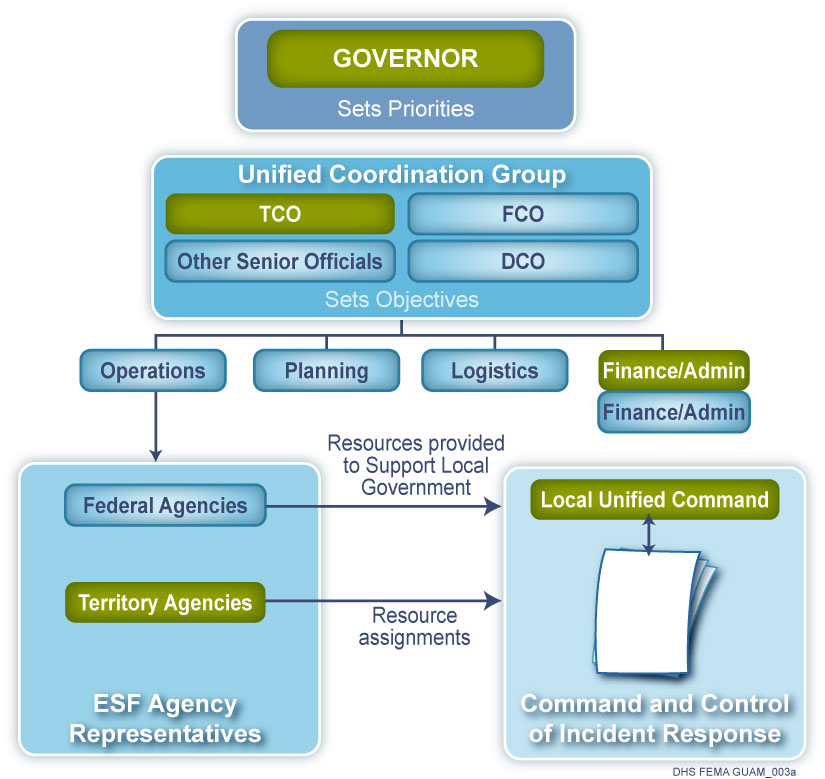 GOVERNOR
Sets Priorities
Unified Coordination Group
TCO
FCO
Other Senior Officials
DCO
Sets Objectives
Operations
Planning
Logistics
Finance/Admin
Finance/Admin
Resources provided
to Support Local
Government
Federal Agencies
Local Unified Command
Territory Agencies
Resource
assignments
ESF Agency
Representatives
Command and Control
of Incident Response
DHS FEMA GUAM_003a